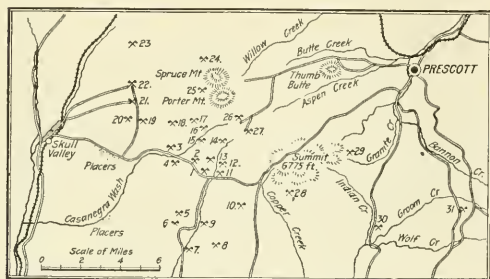 23
24.
Willow Creek
Butte Creek
Spruce Mt
Thumb
Butte
PRESCOTT
22.
25
Porter Mt.
Aspen Creek
21.
20
19
18
17
26
16
27.
15
14
Skull
Valley
Placers
3
4
2
13
12.
11
Summit
6775 ft.
29
Granite Cr
Bannon
Casanegra Wash
Indian Cr
28
Placers
5
6
9
10.
Copper
Creek
Groom Cr
31
30
Wolf Cr.
7.
8
Scale of Miles
0 2 4 6